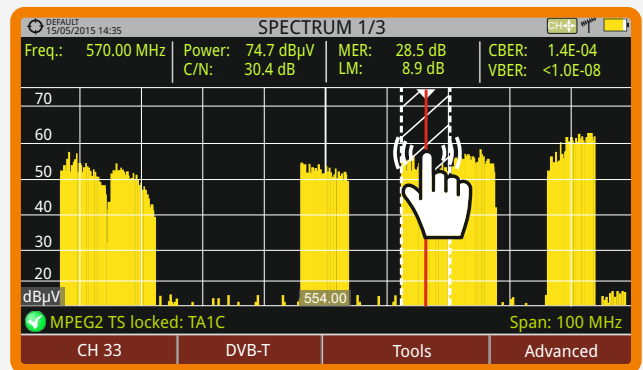 DEFAULT
15/05/2015 14:35
SPECTRUM 1/3
CH
Freq.: 570.00 MHz Power: 74.7 dBµV MER: 28.5 dB CBER: 1.4E-04
C/N: 30.4 dB LM: 8.9 dB VBER: <1.0E-08
70
60
50
40
30
20
dBµV 554.00
MPEG2 TS locked: TA1C Span: 100 MHz
CH 33 DVB-T Tools Advanced